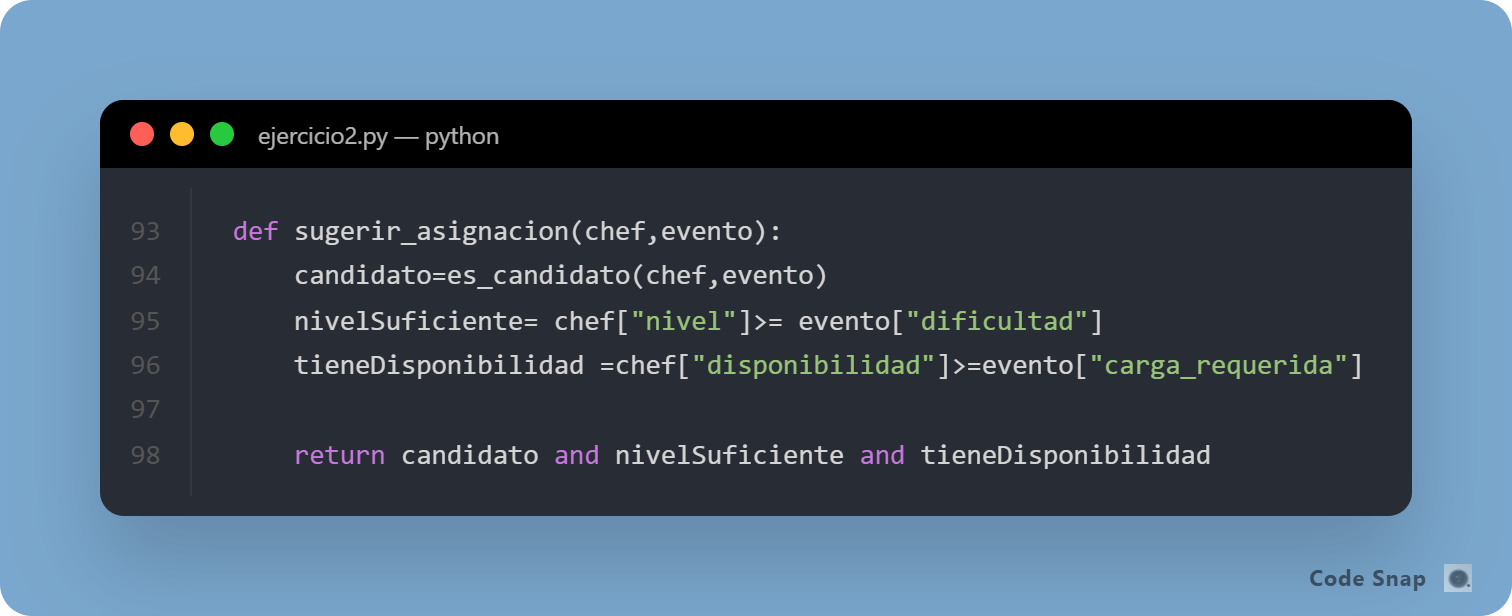 ejercicio2.py — python
93 def sugerir_asignacion(chef,evento):
94     candidato=es_candidato(chef,evento)
95     nivelSuficiente= chef["nivel"]>= evento["dificultad"]
96     tieneDisponibilidad =chef["disponibilidad"]>=evento["carga_requerida"]
97
98     return candidato and nivelSuficiente and tieneDisponibilidad
Code Snap